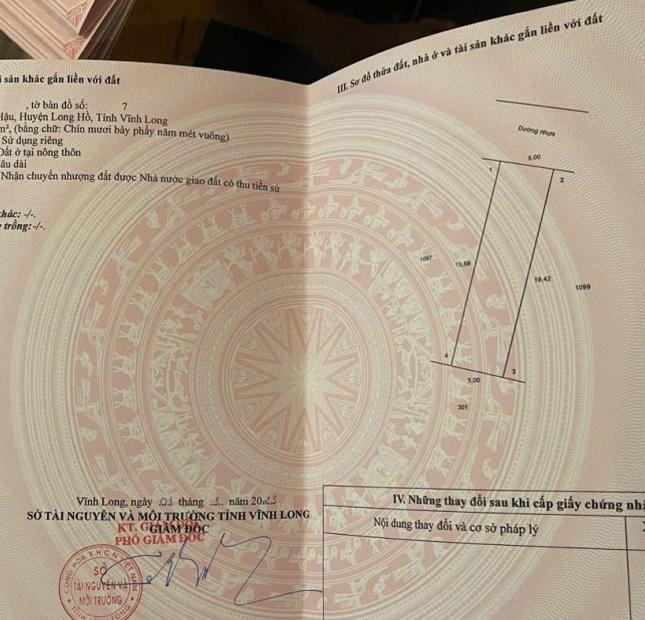 i sản khác gắn liền với đất
, tờ bản đồ số: 7
Hậu, Huyện Long Hồ, Tỉnh Vĩnh Long
m², (bằng chữ: Chín mươi bảy phẩy năm mét vuông)
Sử dụng riêng
Đất ở tại nông thôn
âu dài
Nhận chuyển nhượng đất được Nhà nước giao đất có thu tiền sử
khác: -/-.
trồng:-/-.
Vĩnh Long, ngày tháng năm 20
SỞ TÀI NGUYÊN VÀ MÔI TRƯỜNG TỈNH VĨNH LONG
KT. GIÁM ĐỐC
GIÁM ĐỐC
PHÓ GIÁM ĐỐC
CỘNG HÒA X.H.C.N VIỆT NAM
SỞ
TÀI NGUYÊN VÀ
MÔI TRƯỜNG
III. Sơ đồ thửa đất, nhà ở và tài sản khác gắn liền với đất
Đường nhựa
5,00
1
2
1097
19,42
1099
4
3
5,00
301
IV. Những thay đổi sau khi cấp giấy chứng nhậ
Nội dung thay đổi và cơ sở pháp lý